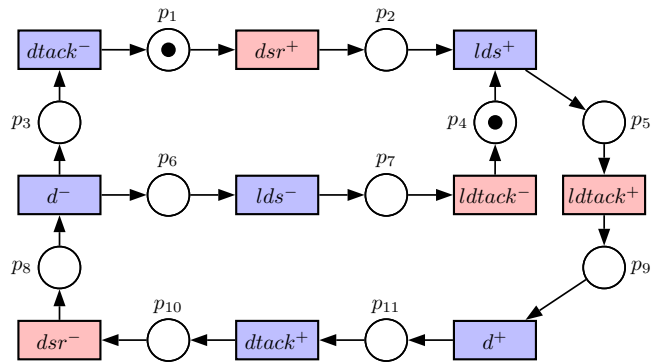 p₁ p₂
dtack⁻ dsr⁺ lds⁺
p₃ p₄ p₅
p₆ p₇
d⁻ lds⁻ ldtack⁻ ldtack⁺
p₈ p₉
p₁₀ p₁₁
dsr⁻ dtack⁺ d⁺